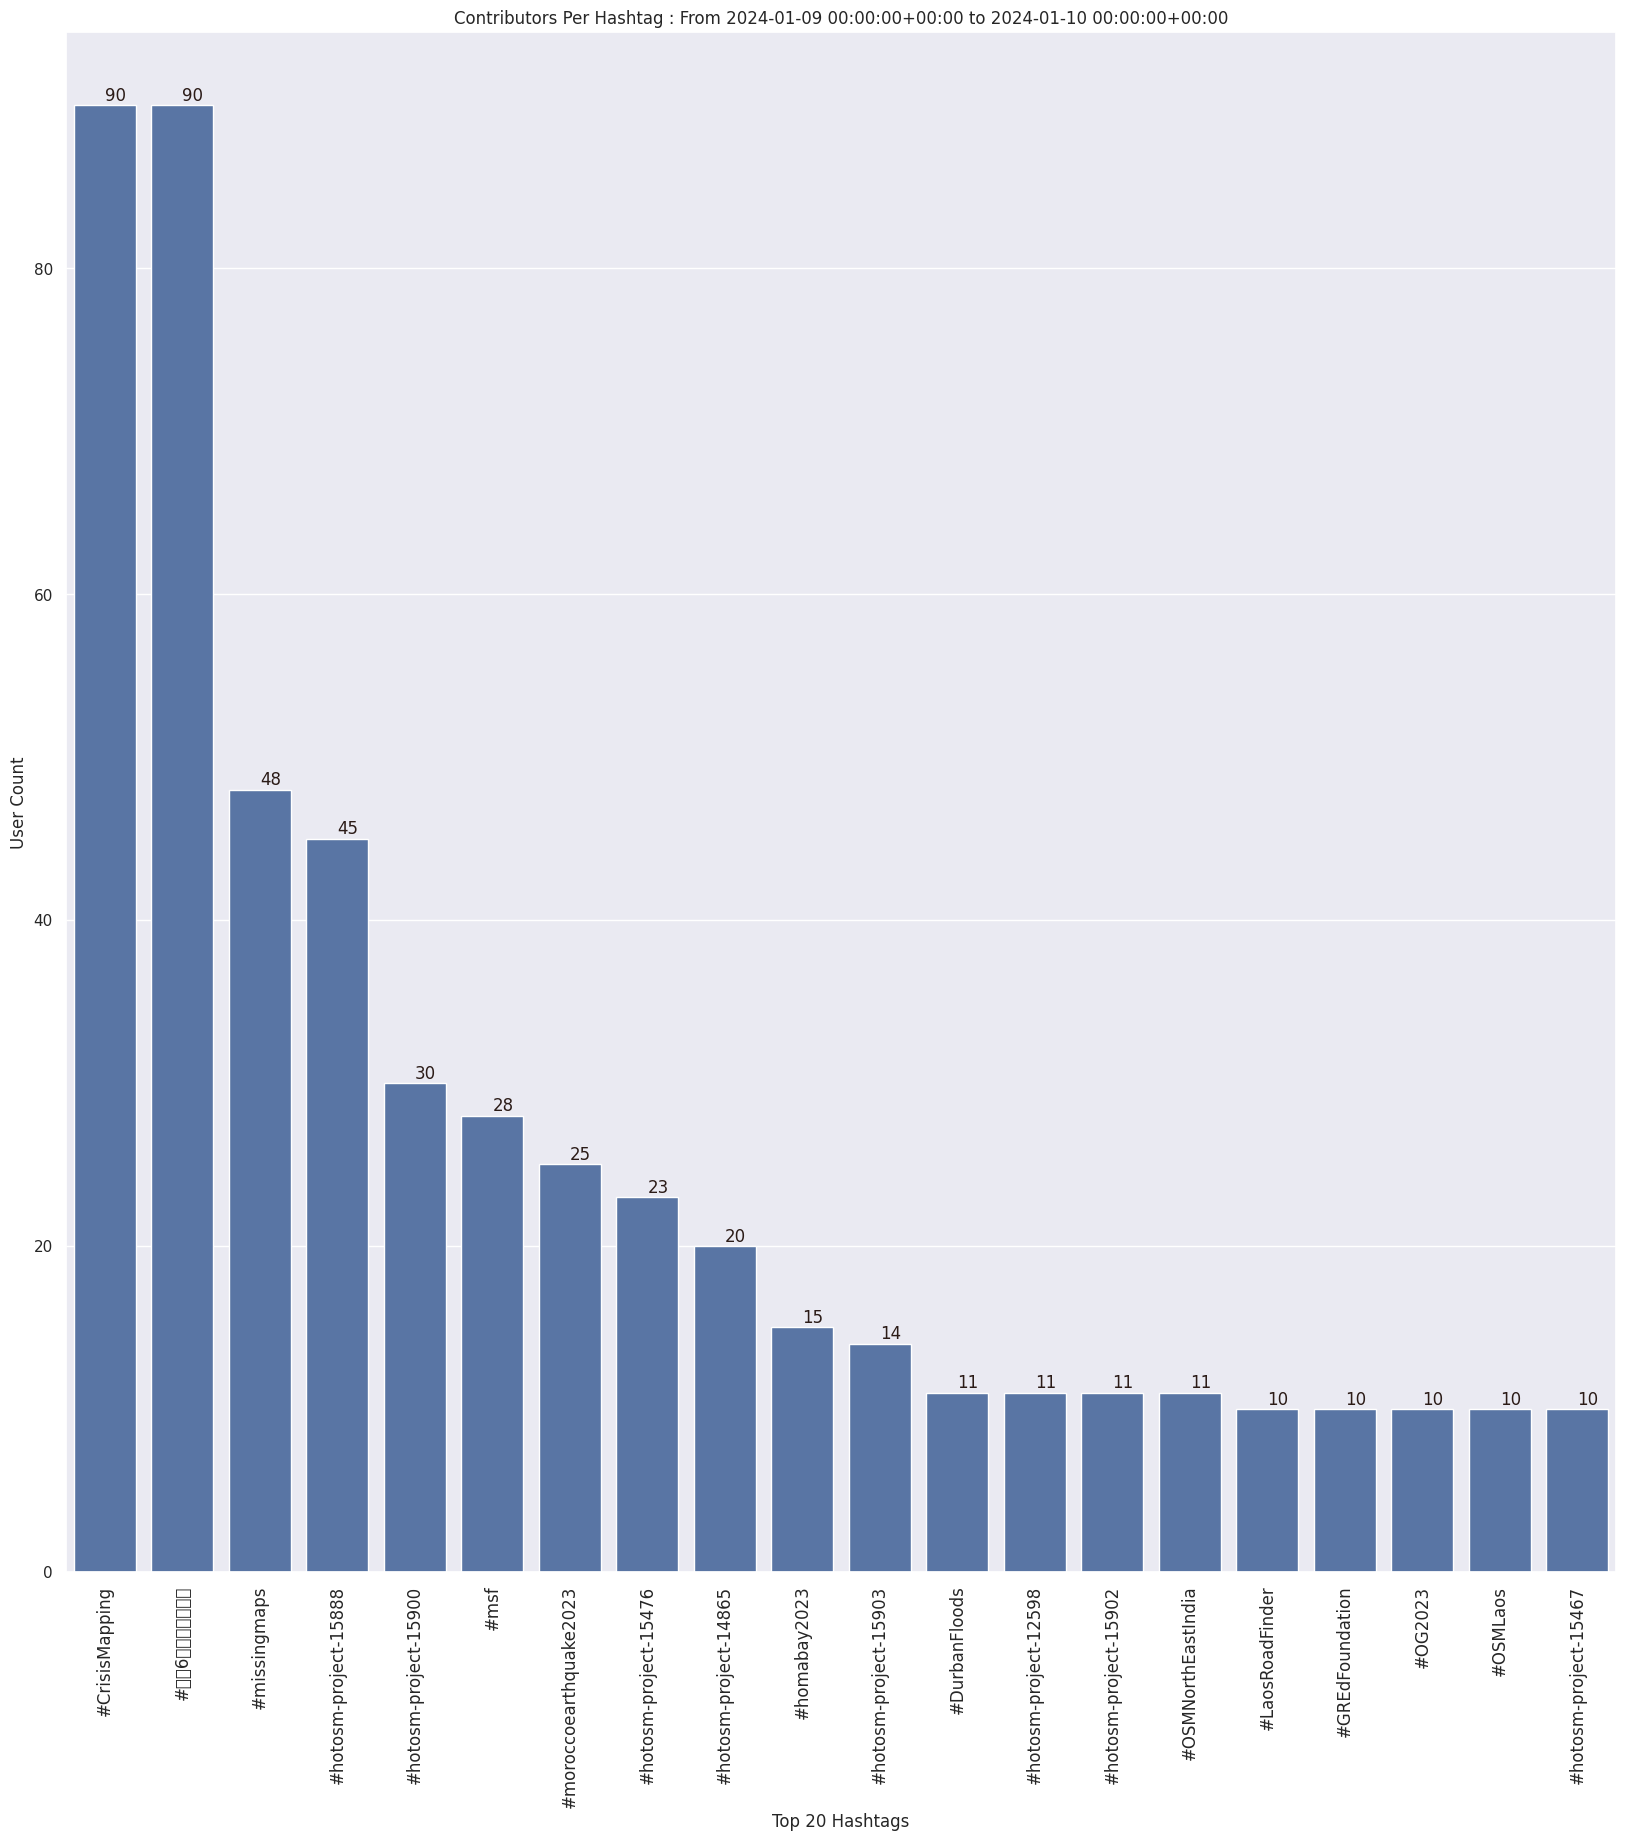 Contributors Per Hashtag : From 2024-01-09 00:00:00+00:00 to 2024-01-10 00:00:00+00:00
User Count
80
60
40
20
0
90
90
48
45
30
28
25
23
20
15
14
11
11
11
11
10
10
10
10
10
#CrisisMapping
#missingmaps
#hotosm-project-15888
#hotosm-project-15900
#msf
#moroccoearthquake2023
#hotosm-project-15476
#hotosm-project-14865
#homabay2023
#hotosm-project-15903
#DurbanFloods
#hotosm-project-12598
#hotosm-project-15902
#OSMNorthEastIndia
#LaosRoadFinder
#GREdFoundation
#OG2023
#OSMLaos
#hotosm-project-15467
Top 20 Hashtags